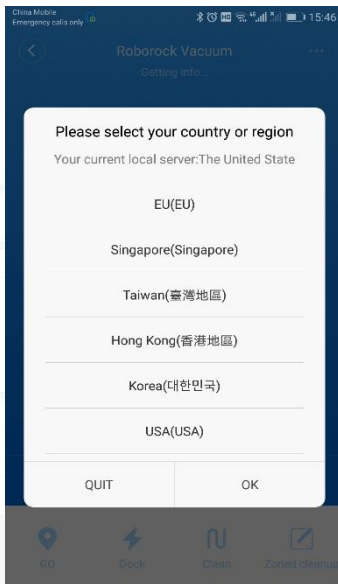 China Mobile
Emergency calls only
15:46
Roborock Vacuum
Getting info...
Please select your country or region
Your current local server:The United State
EU(EU)
Singapore(Singapore)
Taiwan(臺灣地區)
Hong Kong(香港地區)
Korea(대한민국)
USA(USA)
QUIT
OK
GO
Dock
Clean
Zoned cleanup